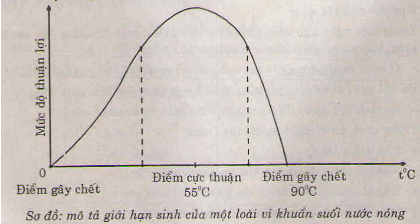 Mức độ thuận lợi
0
t°C
Điểm gây chết
Điểm cực thuận
55°C
Điểm gây chết
90°C
Sơ đồ: mô tả giới hạn sinh của một loài vi khuẩn suối nước nóng